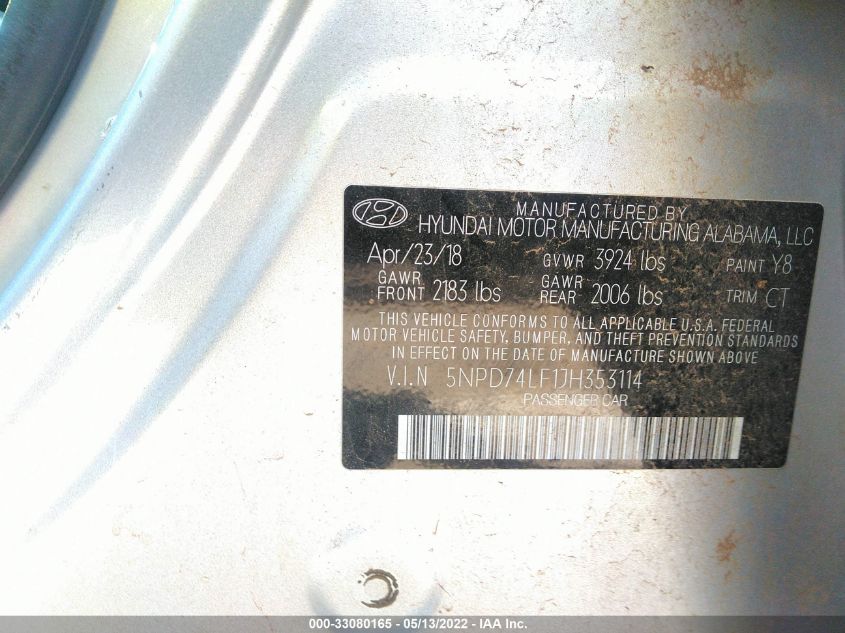 MANUFACTURED BY
HYUNDAI MOTOR MANUFACTURING ALABAMA, LLC
Apr/23/18 GVWR 3924 lbs PAINT Y8
GAWR FRONT 2183 lbs GAWR REAR 2006 lbs TRIM CT
THIS VEHICLE CONFORMS TO ALL APPLICABLE U.S.A. FEDERAL
MOTOR VEHICLE SAFETY, BUMPER, AND THEFT PREVENTION STANDARDS
IN EFFECT ON THE DATE OF MANUFACTURE SHOWN ABOVE
V.I.N 5NPD74LF1JH353114
PASSENGER CAR
000-33080165 - 05/13/2022 - IAA Inc.